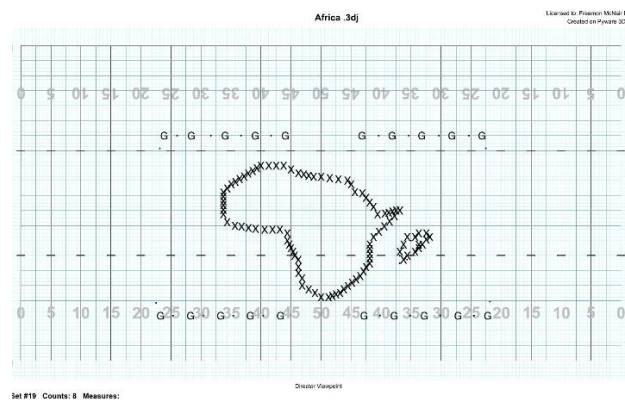 Africa .3dj
Licensed to: Freemon McNair I
Created on Pyware 3D
0 5 10 15 20 25 30 35 40 45 50 45 40 35 30 25 20 15 10 5 0
G G G G G G G G G G
0 5 10 15 20 25 30 35 40 45 50 45 40 35 30 25 20 15 10 5 0
G G G G G G G G G G
Director Viewpoint
Set #19 Counts: 8 Measures: